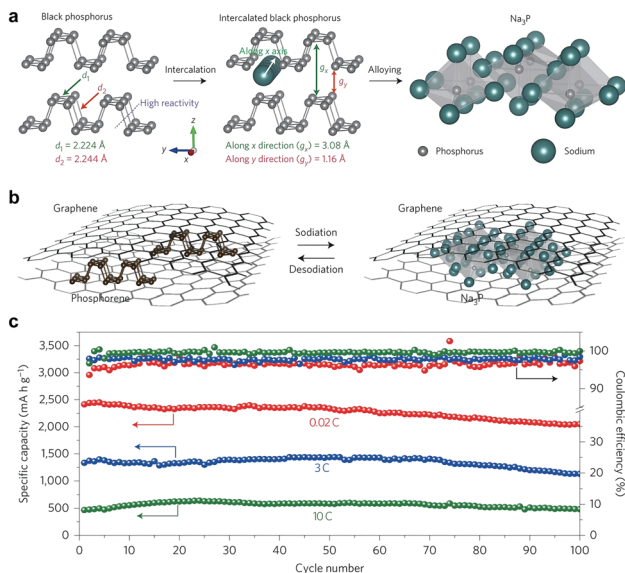 a
Black phosphorus
Intercalated black phosphorus
Na₃P
Along x axis
d₁
d₂
gₓ
gᵧ
Intercalation
Alloying
High reactivity
z
y
x
d₁ = 2.224 Å
d₂ = 2.244 Å
Along x direction (gₓ) = 3.08 Å
Along y direction (gᵧ) = 1.16 Å
Phosphorus
Sodium
b
Graphene
Phosphorene
Sodiation
Desodiation
Graphene
Na₃P
c
Specific capacity (mA h g⁻¹)
3,500
3,000
2,500
2,000
1,500
1,000
500
0
0.02 C
3 C
10 C
100
90
30
20
10
0
Coulombic efficiency (%)
0 10 20 30 40 50 60 70 80 90 100
Cycle number